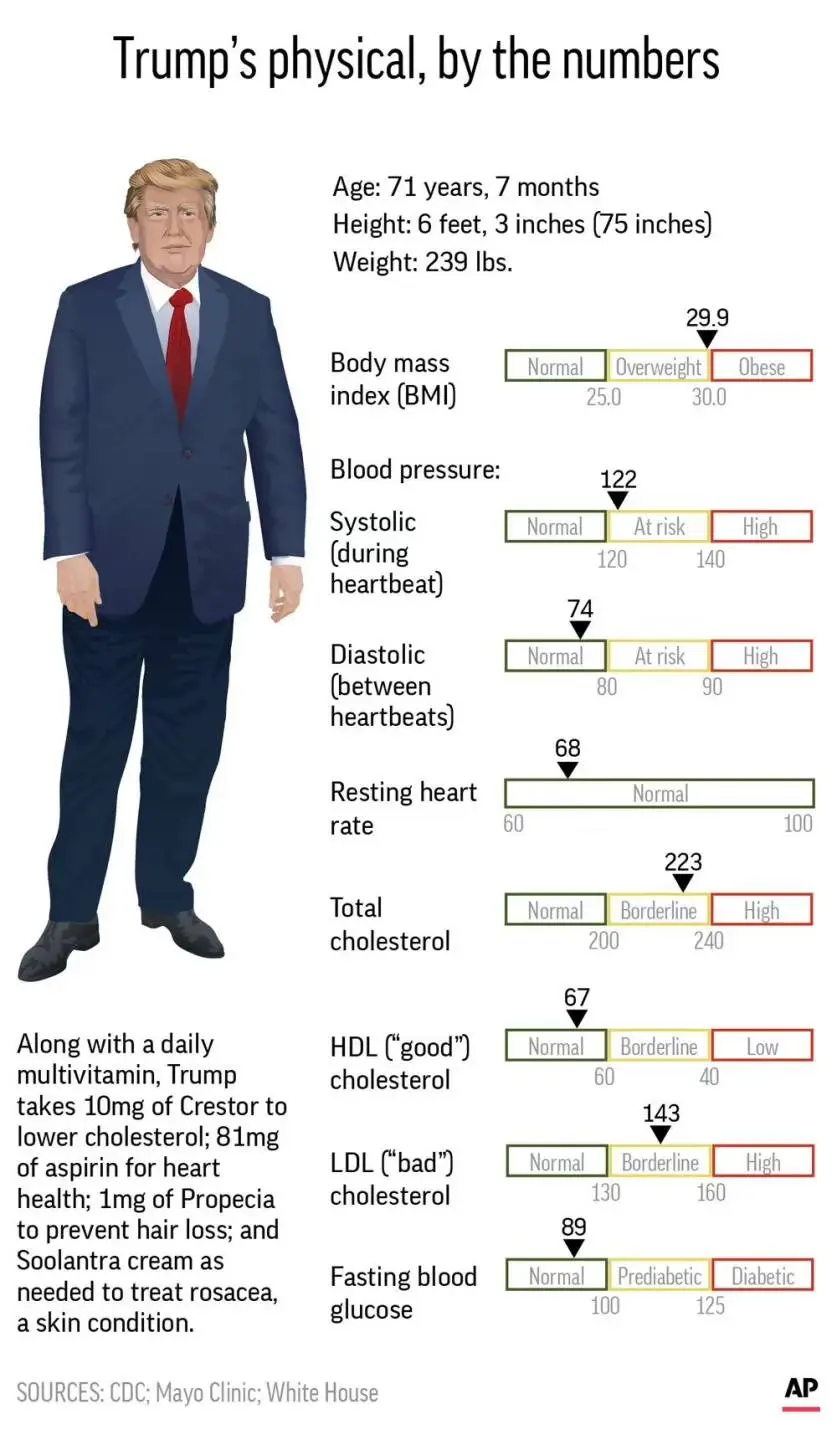 Trump's physical, by the numbers
Age: 71 years, 7 months
Height: 6 feet, 3 inches (75 inches)
Weight: 239 lbs.
29.9
Body mass
index (BMI)
Normal Overweight Obese
25.0 30.0
Blood pressure:
122
Systolic
(during
heartbeat)
Normal At risk High
120 140
74
Diastolic
(between
heartbeats)
Normal At risk High
80 90
68
Resting heart
rate
Normal
60 100
223
Total
cholesterol
Normal Borderline High
200 240
67
HDL (“good”)
cholesterol
Normal Borderline Low
60 40
143
LDL (“bad”)
cholesterol
Normal Borderline High
130 160
89
Fasting blood
glucose
Normal Prediabetic Diabetic
100 125
Along with a daily
multivitamin, Trump
takes 10mg of Crestor to
lower cholesterol; 81mg
of aspirin for heart
health; 1mg of Propecia
to prevent hair loss; and
Soolantra cream as
needed to treat rosacea,
a skin condition.
SOURCES: CDC; Mayo Clinic; White House
AP